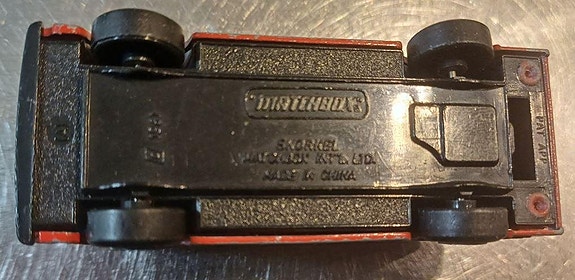 MATCHBOX
SNORKEL
MATCHBOX INT'L. LTD.
MADE IN CHINA
PAT APP